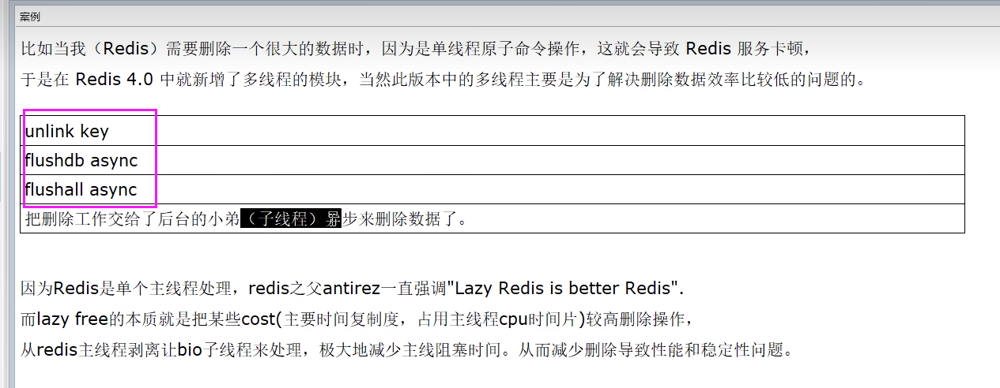 案例
比如当我（Redis）需要删除一个很大的数据时，因为是单线程原子命令操作，这就会导致 Redis 服务卡顿，
于是在 Redis 4.0 中就新增了多线程的模块，当然此版本中的多线程主要是为了解决删除数据效率比较低的问题的。
unlink key
flushdb async
flushall async
把删除工作交给了后台的小弟（子线程）异步来删除数据了。
因为Redis是单个主线程处理，redis之父antirez一直强调"Lazy Redis is better Redis".
而lazy free的本质就是把某些cost(主要时间复制度，占用主线程cpu时间片)较高删除操作，
从redis主线程剥离让bio子线程来处理，极大地减少主线阻塞时间。从而减少删除导致性能和稳定性问题。